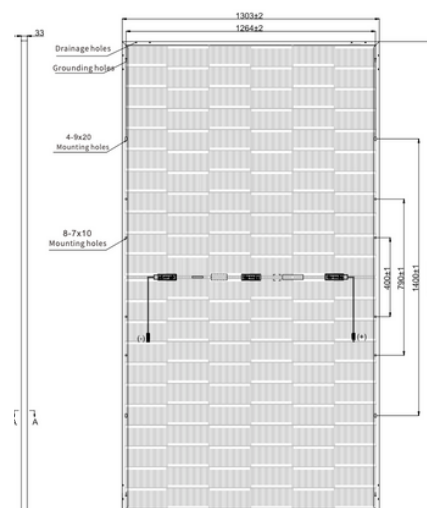 1303±2
33
1264±2
Drainage holes
Grounding holes
4-9x20
Mounting holes
8-7x10
Mounting holes
400±1
790±1
1400±1
(-)
(+)
A